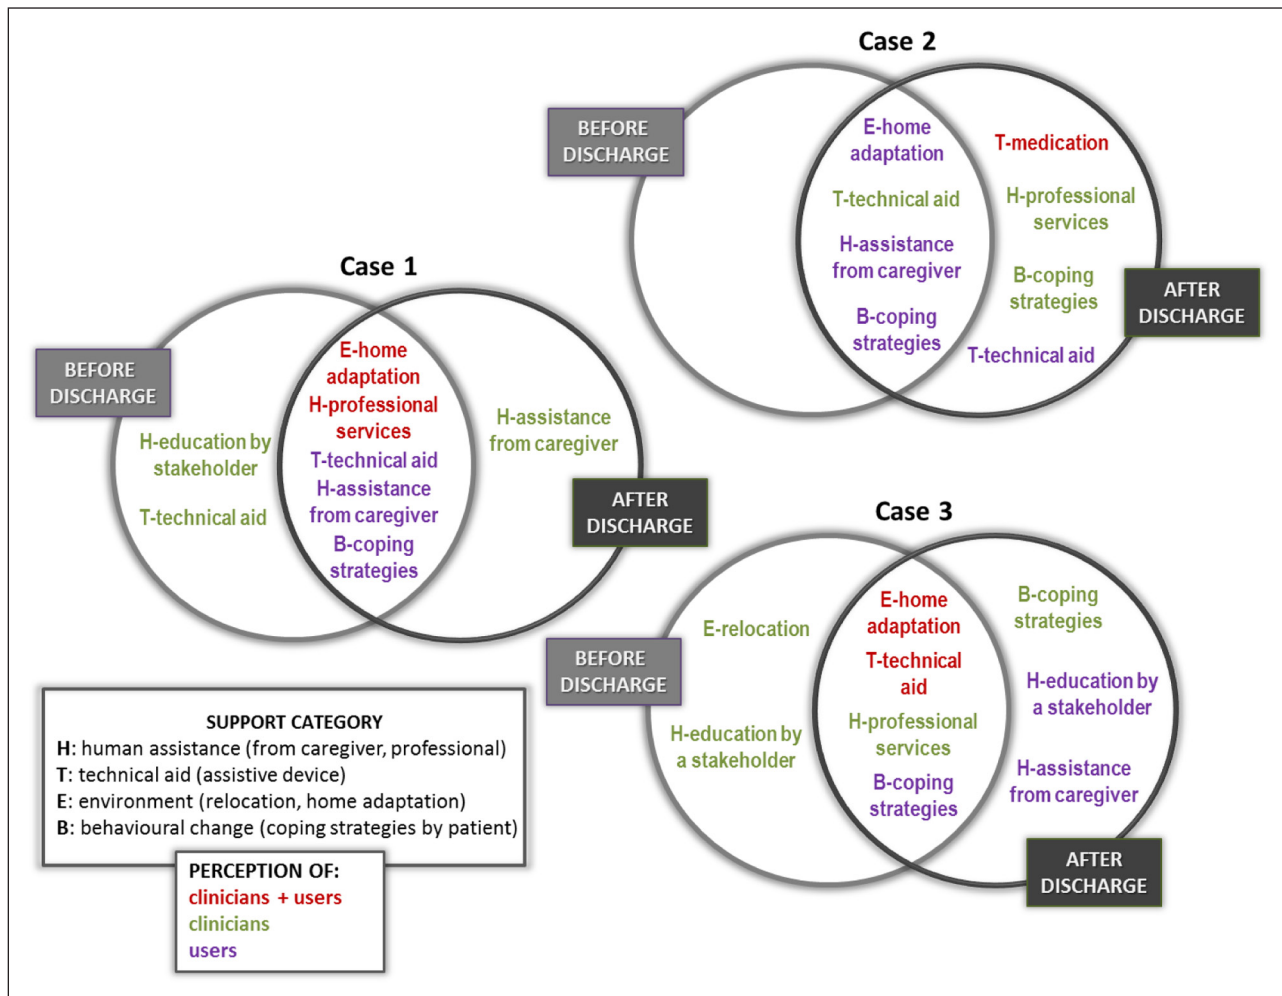 Case 2
BEFORE
DISCHARGE
E-home
adaptation
T-technical aid
H-assistance
from caregiver
B-coping
strategies
T-medication
H-professional
services
B-coping
strategies
T-technical aid
AFTER
DISCHARGE
Case 1
BEFORE
DISCHARGE
H-education by
stakeholder
T-technical aid
E-home
adaptation
H-professional
services
T-technical aid
H-assistance
from caregiver
B-coping
strategies
H-assistance
from caregiver
AFTER
DISCHARGE
Case 3
BEFORE
DISCHARGE
E-relocation
H-education by
a stakeholder
E-home
adaptation
T-technical
aid
H-professional
services
B-coping
strategies
B-coping
strategies
H-education by
a stakeholder
H-assistance
from caregiver
AFTER
DISCHARGE
SUPPORT CATEGORY
H: human assistance (from caregiver, professional)
T: technical aid (assistive device)
E: environment (relocation, home adaptation)
B: behavioural change (coping strategies by patient)
PERCEPTION OF:
clinicians + users
clinicians
users